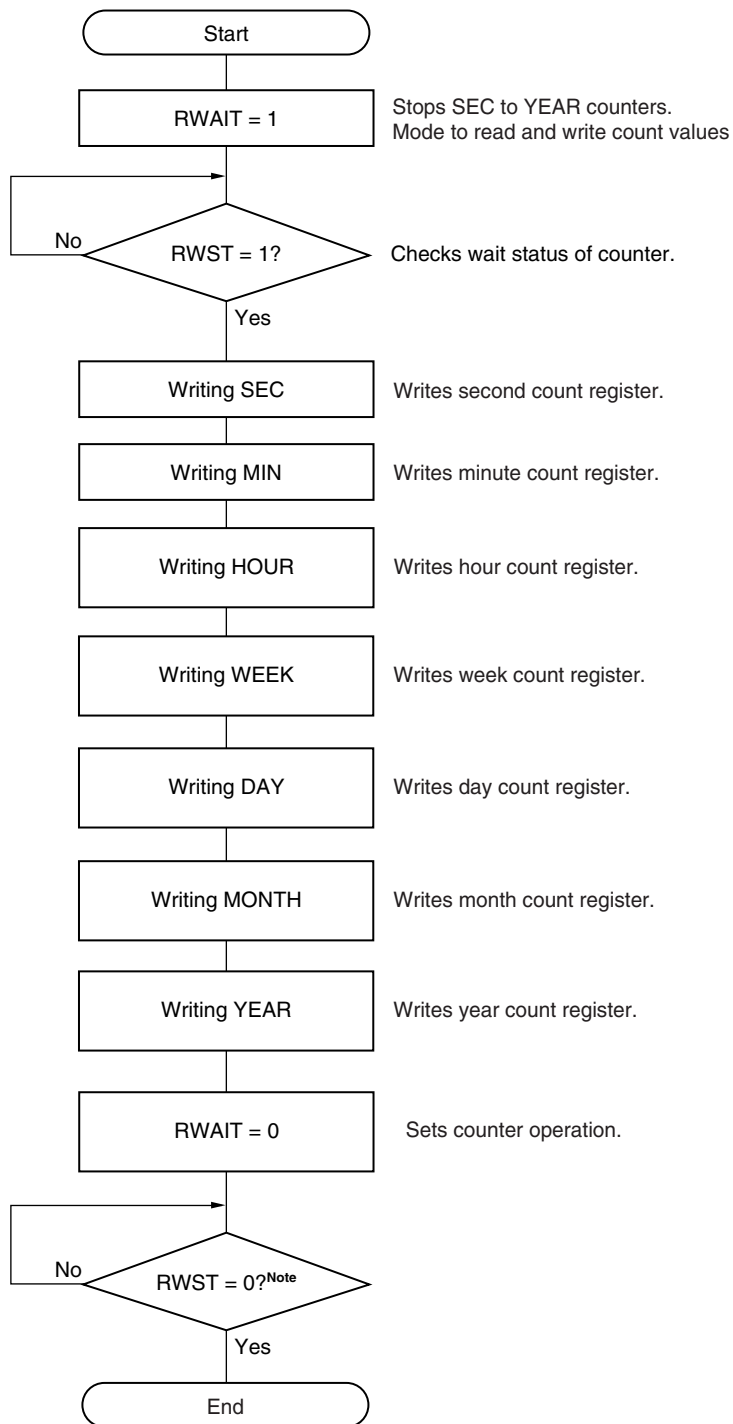 Start
RWAIT = 1
Stops SEC to YEAR counters.
Mode to read and write count values
No
RWST = 1?
Checks wait status of counter.
Yes
Writing SEC
Writes second count register.
Writing MIN
Writes minute count register.
Writing HOUR
Writes hour count register.
Writing WEEK
Writes week count register.
Writing DAY
Writes day count register.
Writing MONTH
Writes month count register.
Writing YEAR
Writes year count register.
RWAIT = 0
Sets counter operation.
No
RWST = 0?Note
Yes
End